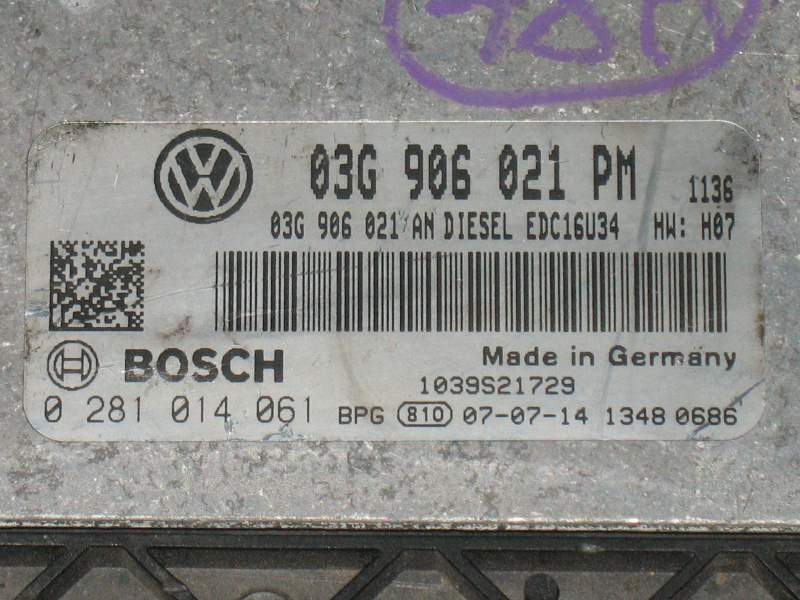 03G 906 021 PM 1136
03G 906 021 AN DIESEL EDC16U34 HW: H07
BOSCH
Made in Germany
1039S21729
0 281 014 061 BPG 810 07-07-14 1348 0686